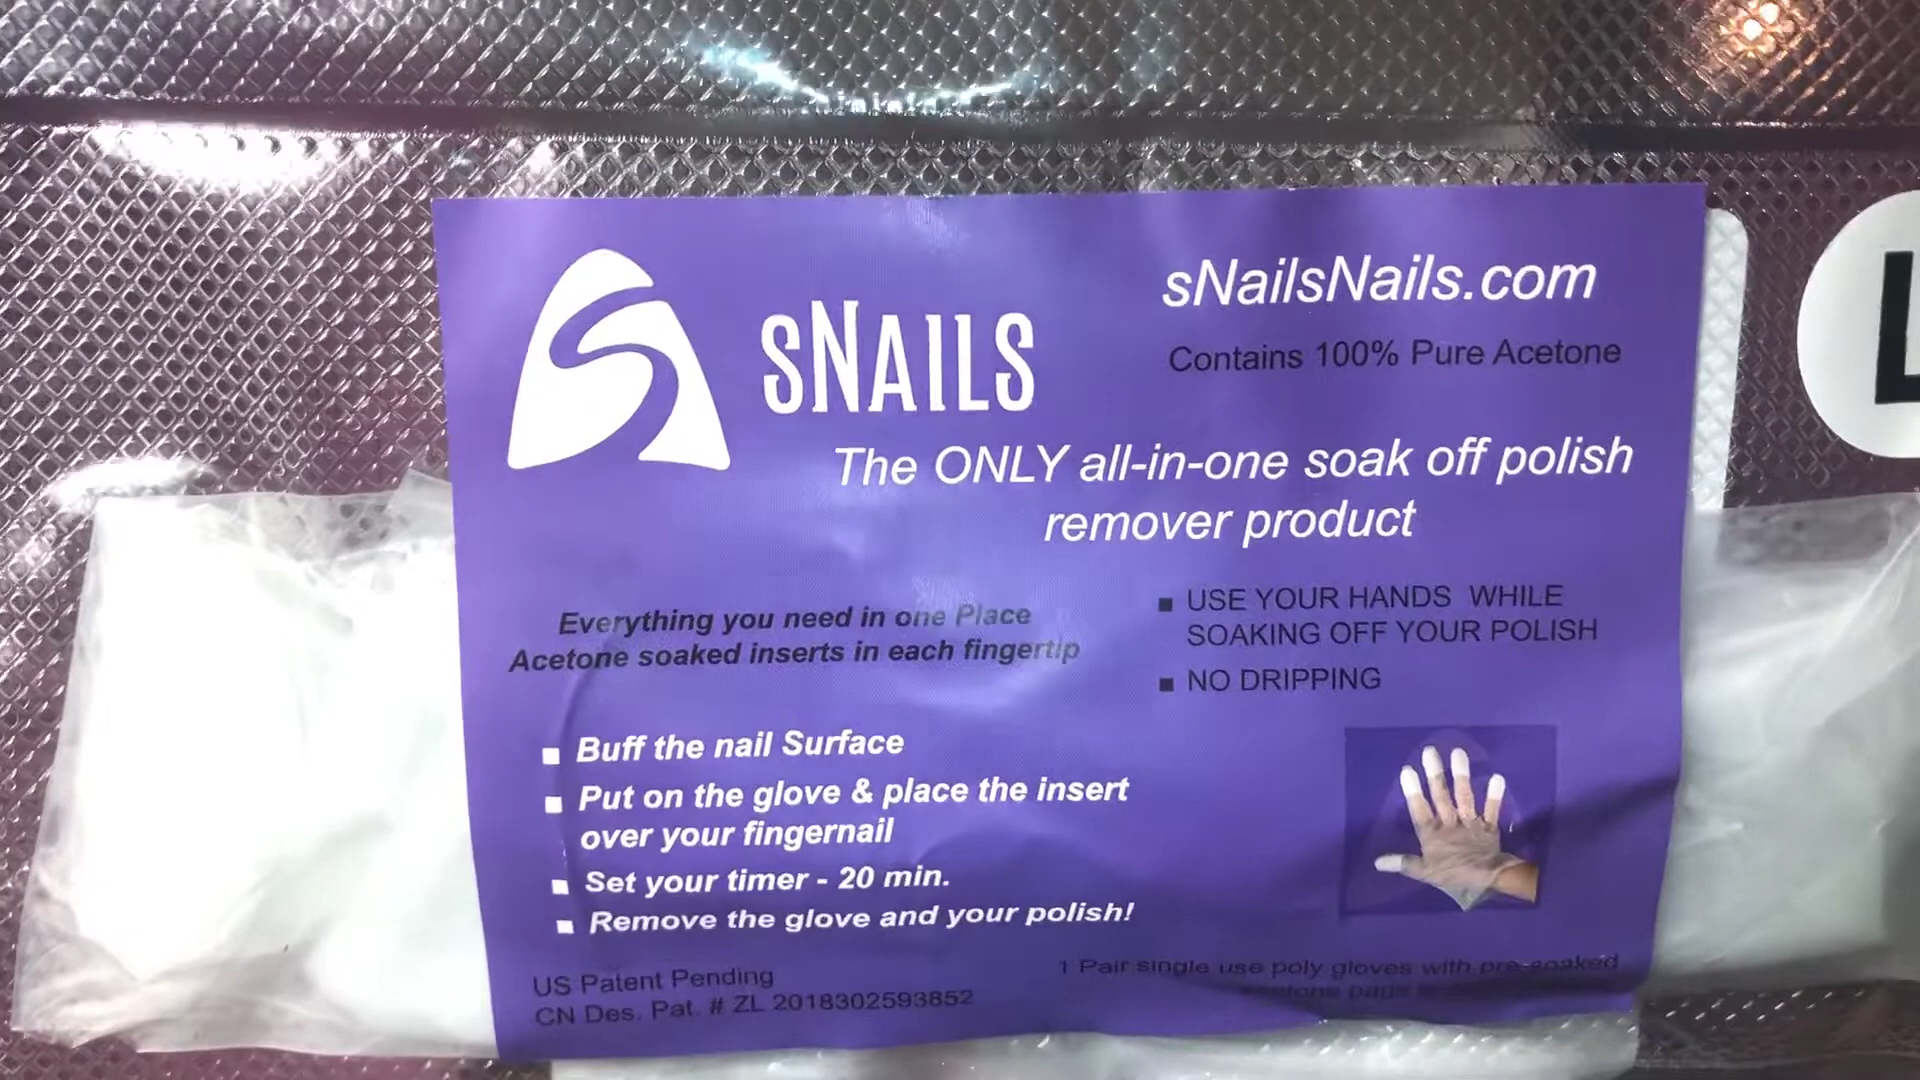 sNAILS
sNailsNails.com
Contains 100% Pure Acetone
The ONLY all-in-one soak off polish
remover product
Everything you need in one Place
Acetone soaked inserts in each fingertip
■ USE YOUR HANDS WHILE
SOAKING OFF YOUR POLISH
■ NO DRIPPING
■ Buff the nail Surface
■ Put on the glove & place the insert
over your fingernail
■ Set your timer - 20 min.
■ Remove the glove and your polish!
US Patent Pending
CN Des. Pat. # ZL 2018302593852
1 Pair single use poly gloves with pre-soaked
acetone pads
L